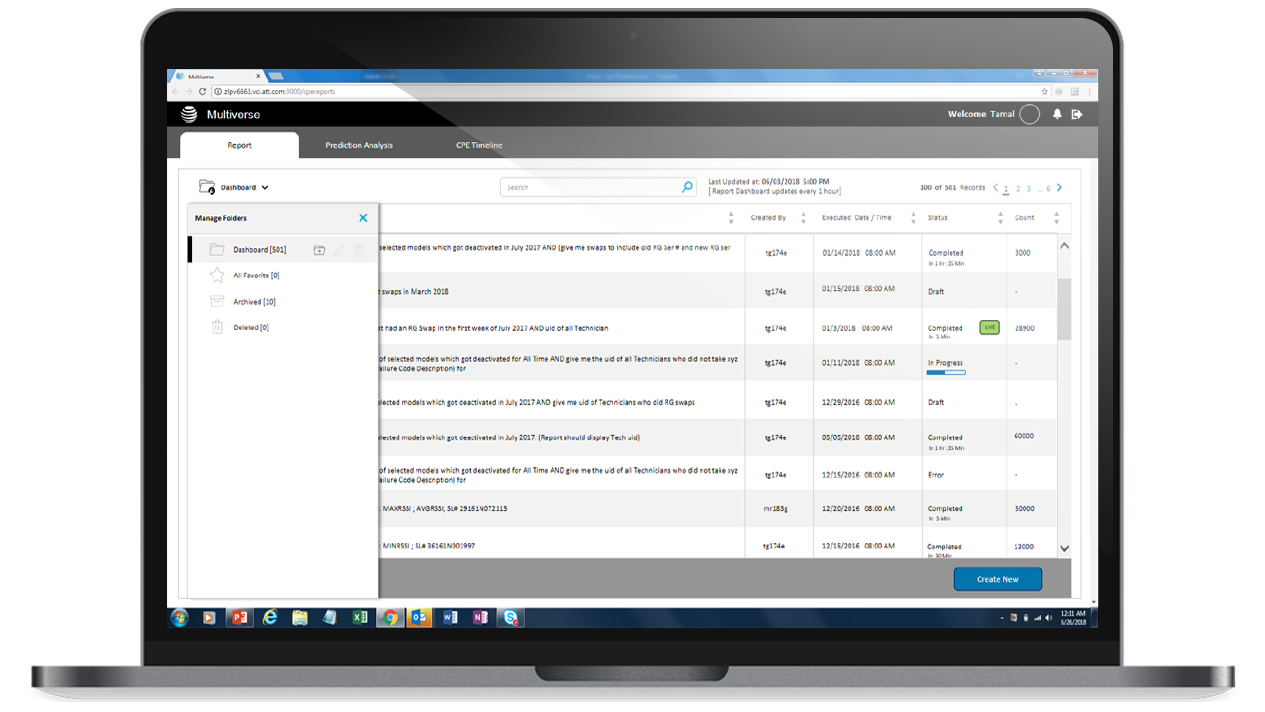 Multiverse
zlpv6663.vci.att.com:3000/cpereports
Multiverse
Welcome Tamal
Report
Prediction Analysis
CPE Timeline
Dashboard
Search
Last Updated at: 06/03/2018 5:00 PM
[Report Dashboard updates every 1 hour]
100 of 501 Records
1 2 3 ... 6
Manage Folders
Created By
Executed Date / Time
Status
Count
Dashboard [501]
All Favorite [0]
Archived [10]
Deleted [0]
selected models which got deactivated in July 2017 AND (give me swaps to include old RG Ser# and new RG ser
tg174e
01/14/2018 08:00 AM
Completed
3000
In 1 Hr :35 Min
t swaps in March 2018
tg174e
01/15/2018 08:00 AM
Draft
-
at had an RG Swap in the first week of July 2017 AND uid of all Technician
tg174e
01/3/2018 08:00 AM
Completed
LIVE
28900
In 5 Min
of selected models which got deactivated for All Time AND give me the uid of all Technicians who did not take xyz
ailure Code Description) for
tg174e
01/11/2018 08:00 AM
In Progress
-
elected models which got deactivated in July 2017 AND give me uid of Technicians who did RG swaps
tg174e
12/29/2016 08:00 AM
Draft
-
elected models which got deactivated in July 2017. (Report should display Tech uid)
tg174e
05/05/2018 08:00 AM
Completed
60000
In 1 Hr :35 Min
of selected models which got deactivated for All Time AND give me the uid of all Technicians who did not take xyz
ailure Code Description) for
tg174e
12/15/2016 08:00 AM
Error
-
: MAXRSSI ; AVGRSSI; SL# 29161N072115
mr183g
12/20/2016 08:00 AM
Completed
50000
In 5 Min
: MINRSSI ; SL# 36161N001997
tg174e
12/15/2016 08:00 AM
Completed
12000
In 30 Min
Create New
12:11 AM
6/26/2018